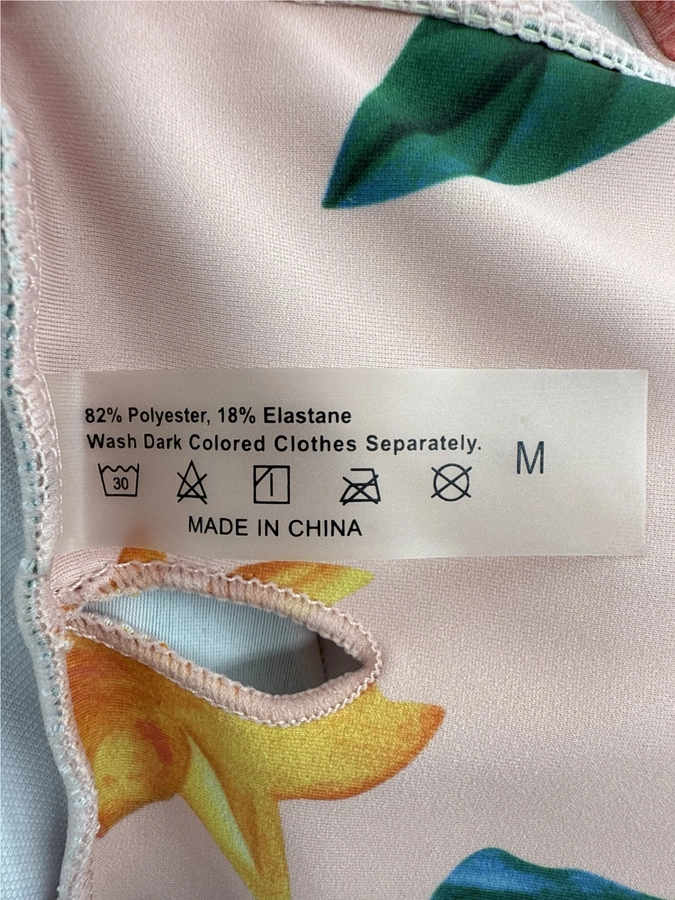 82% Polyester, 18% Elastane
Wash Dark Colored Clothes Separately.
M
30
MADE IN CHINA